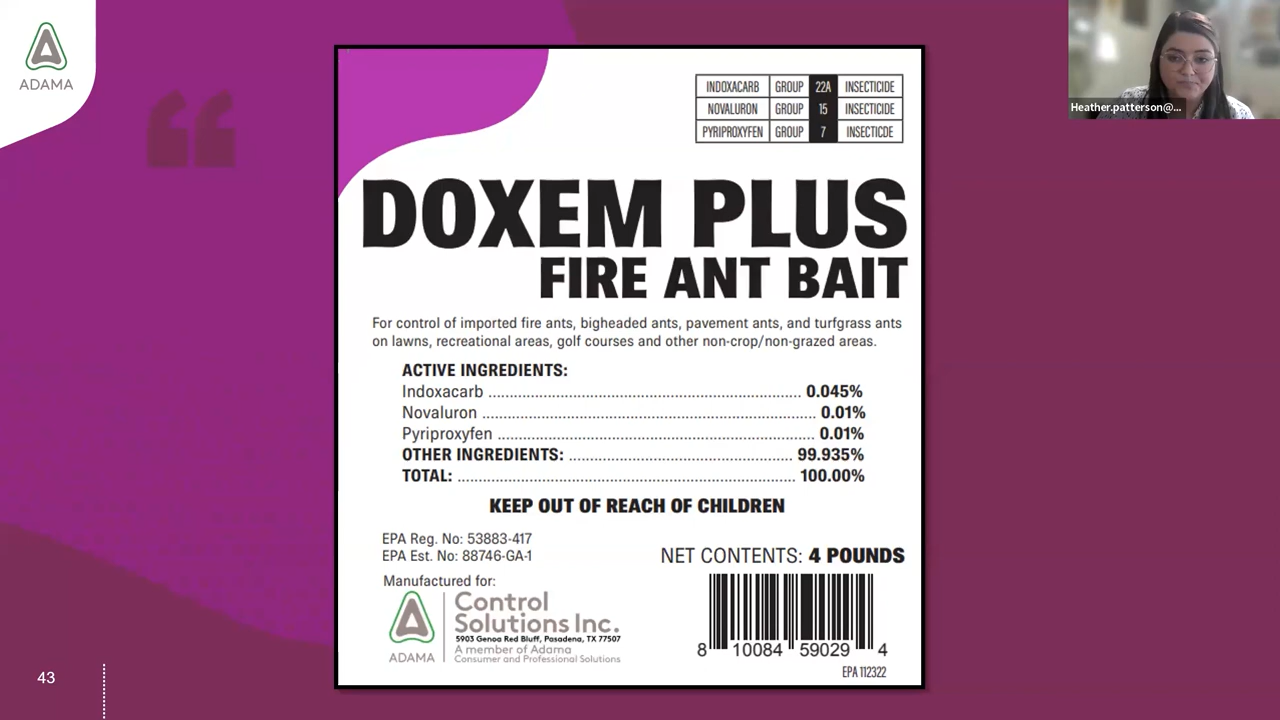 ADAMA
Heather.patterson@...
INDOXACARB GROUP 22A INSECTICIDE
NOVALURON GROUP 15 INSECTICIDE
PYRIPROXYFEN GROUP 7 INSECTICDE
DOXEM PLUS
FIRE ANT BAIT
For control of imported fire ants, bigheaded ants, pavement ants, and turfgrass ants
on lawns, recreational areas, golf courses and other non-crop/non-grazed areas.
ACTIVE INGREDIENTS:
Indoxacarb 0.045%
Novaluron 0.01%
Pyriproxyfen 0.01%
OTHER INGREDIENTS: 99.935%
TOTAL: 100.00%
KEEP OUT OF REACH OF CHILDREN
EPA Reg. No: 53883-417
EPA Est. No: 88746-GA-1
NET CONTENTS: 4 POUNDS
Manufactured for:
ADAMA
Control
Solutions Inc.
5903 Genoa Red Bluff, Pasadena, TX 77507
A member of Adama
Consumer and Professional Solutions
8 10084 59029 4
EPA 112322
43